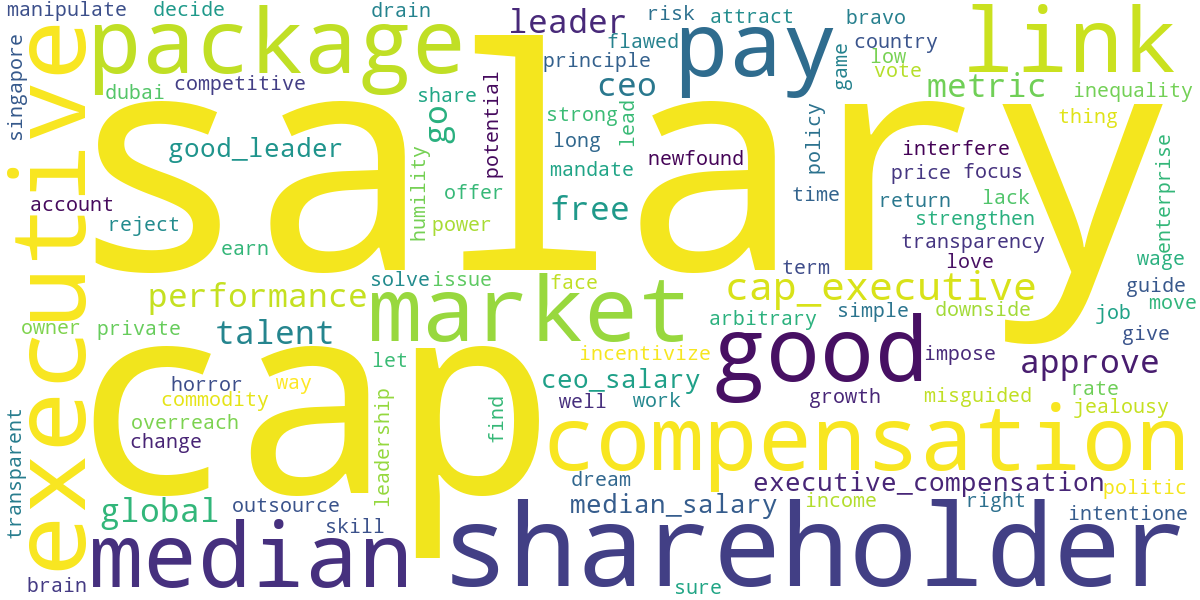 manipulate
decide
drain
leader
risk
attract
bravo
link
package
pay
flawed
country
singapore
principle
low
vote
game
dubai
competitive
share
ceo
metric
inequality
executive
salary
go
potential
strong
lead
thing
good_leader
long
newfound
policy
interfere
enterprise
humility
mandate
price
focus
account
offer
free
time
return
lack
reject
power
strengthen
earn
transparency
term
love
wage
solve
issue
face
cap_executive
guide
performance
market
downside
move
owner
private
talent
arbitrary
simple
job
give
let
incentivize
good
impose
approve
horror
way
cap
ceo_salary
commodity
well
work
growth
misguided
rate
jealousy
overreach
change
leadership
find
compensation
transparent
dream
executive_compensation
politic
global
outsource
median_salary
income
right
intentione
skill
median
shareholder
brain
sure